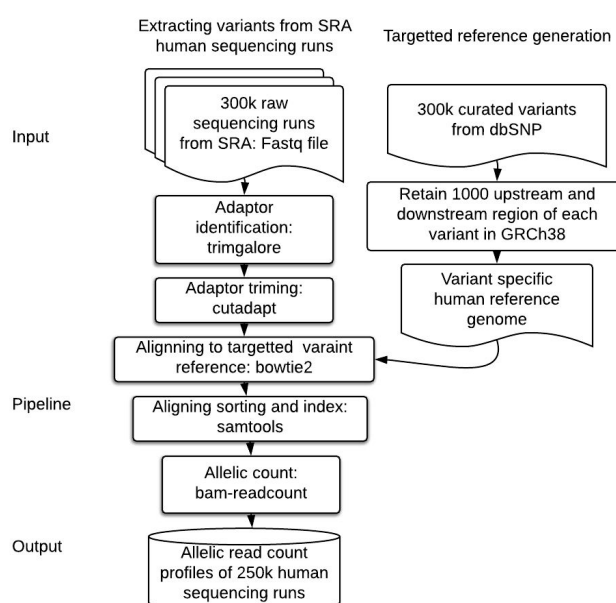 Extracting variants from SRA
human sequencing runs
Targetted reference generation
Input
300k raw
sequencing runs
from SRA: Fastq file
300k curated variants
from dbSNP
Adaptor
identification:
trimgalore
Retain 1000 upstream and
downstream region of each
variant in GRCh38
Adaptor triming:
cutadapt
Variant specific
human reference
genome
Alignning to targetted varaint
reference: bowtie2
Pipeline
Aligning sorting and index:
samtools
Allelic count:
bam-readcount
Output
Allelic read count
profiles of 250k human
sequencing runs